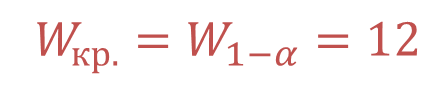 𝑊кр. = 𝑊₁₋α = 12